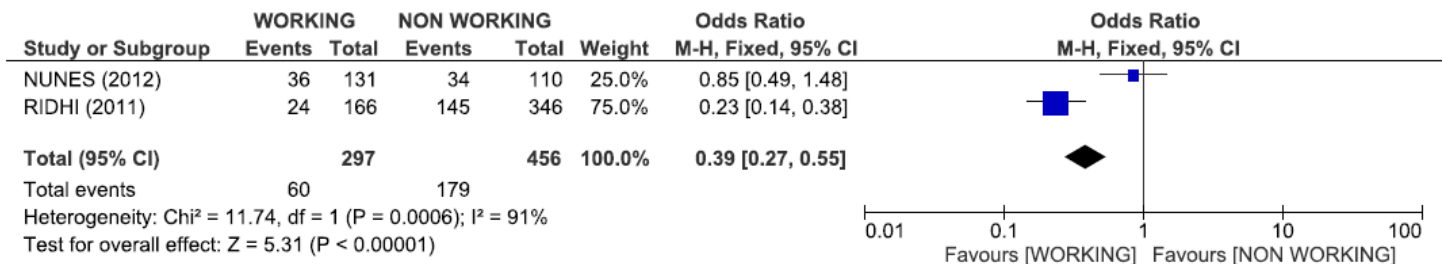 WORKING NON WORKING Odds Ratio Odds Ratio
Study or Subgroup Events Total Events Total Weight M-H, Fixed, 95% CI M-H, Fixed, 95% CI
NUNES (2012) 36 131 34 110 25.0% 0.85 [0.49, 1.48]
RIDHI (2011) 24 166 145 346 75.0% 0.23 [0.14, 0.38]
Total (95% CI) 297 456 100.0% 0.39 [0.27, 0.55]
Total events 60 179
Heterogeneity: Chi² = 11.74, df = 1 (P = 0.0006); I² = 91%
Test for overall effect: Z = 5.31 (P < 0.00001)
0.01 0.1 1 10 100
Favours [WORKING] Favours [NON WORKING]